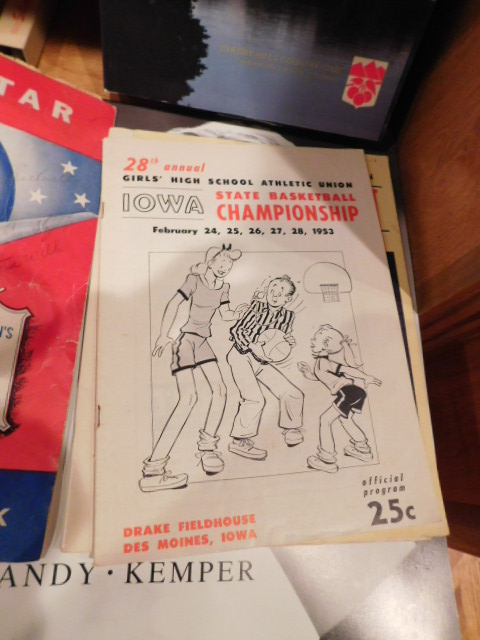 TAR
28th annual
GIRLS' HIGH SCHOOL ATHLETIC UNION
IOWA STATE BASKETBALL CHAMPIONSHIP
February 24, 25, 26, 27, 28, 1953
N'S
official
program
25c
DRAKE FIELDHOUSE
DES MOINES, IOWA
K
ANDY · KEMPER